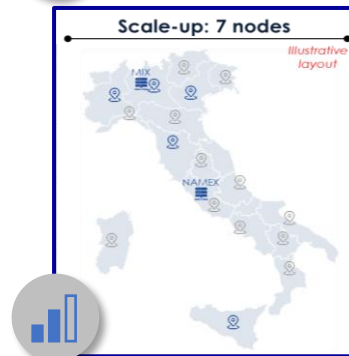 Scale-up: 7 nodes
Illustrative
layout
MIX
NAMEX